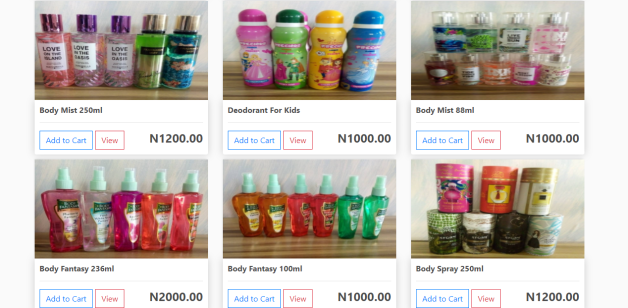 LOVE LOVE LOVE
IN THE IN THE
ISLAND OASIS OASIS
Body Mist 250ml
Add to Cart View N1200.00
Deodorant For Kids
Add to Cart View N1000.00
Body Mist 88ml
Add to Cart View N1000.00
Body Fantasy 236ml
Add to Cart View N2000.00
Body Fantasy 100ml
Add to Cart View N1000.00
Body Spray 250ml
Add to Cart View N1200.00